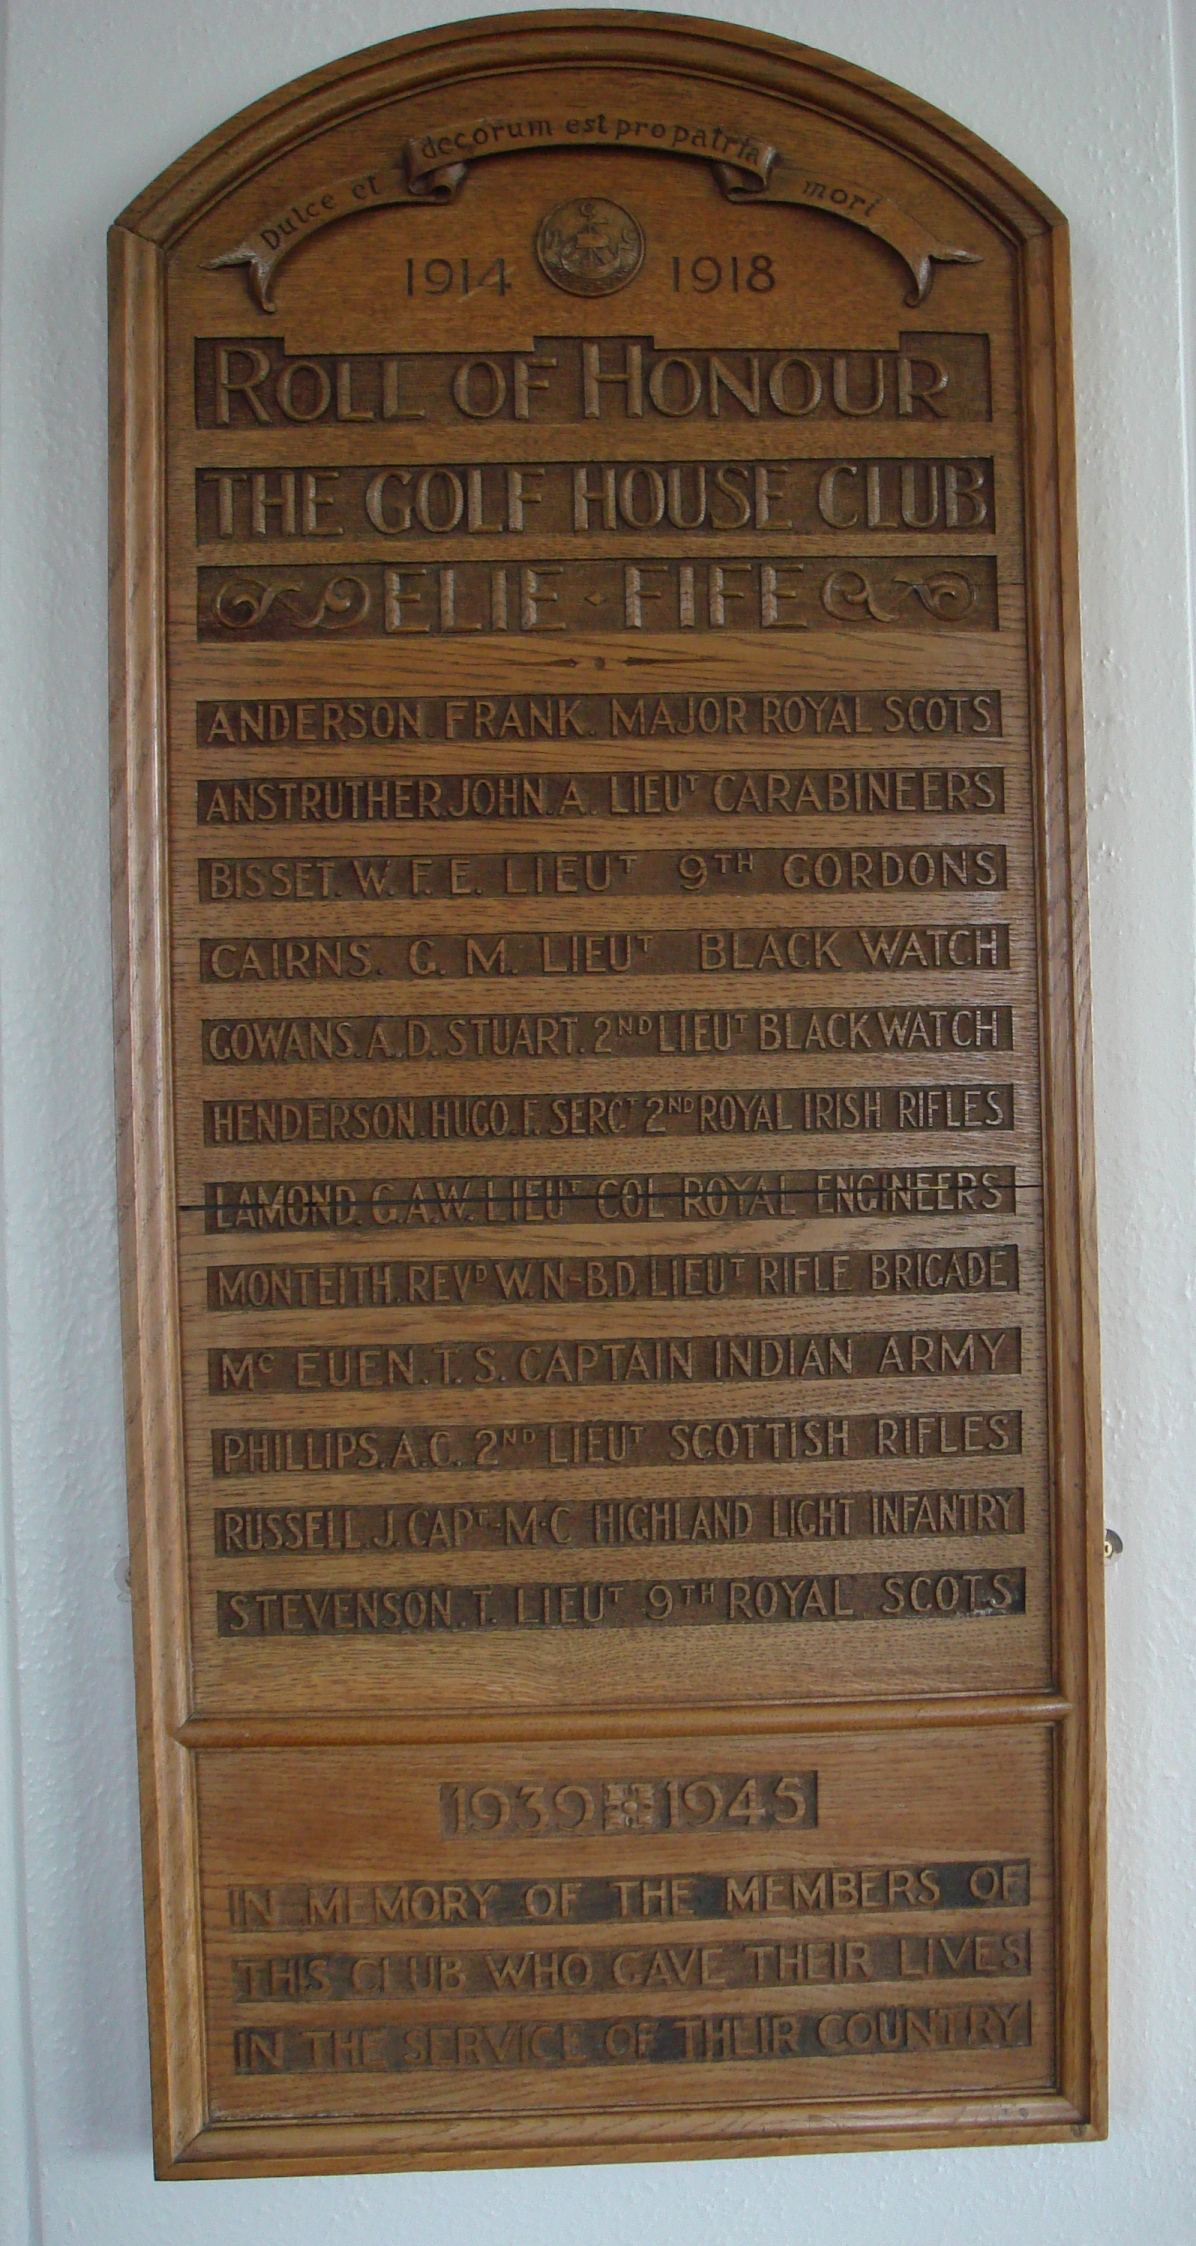 Dulce et decorum est pro patria mori
1914 1918
ROLL OF HONOUR
THE GOLF HOUSE CLUB
ELIE · FIFE
ANDERSON. FRANK. MAJOR ROYAL SCOTS
ANSTRUTHER. JOHN. A. LIEUT CARABINEERS
BISSET. W. F. E. LIEUT 9TH GORDONS
CAIRNS. G. M. LIEUT BLACK WATCH
GOWANS. A. D. STUART. 2ND LIEUT BLACK WATCH
HENDERSON. HUGO. F. SERGT 2ND ROYAL IRISH RIFLES
LAMOND. G.A.W. LIEUT COL ROYAL ENGINEERS
MONTEITH. REVD W. N-B.D. LIEUT RIFLE BRIGADE
MC EUEN. T. S. CAPTAIN INDIAN ARMY
PHILLIPS. A. C. 2ND LIEUT SCOTTISH RIFLES
RUSSELL. J. CAPT-M·C HIGHLAND LIGHT INFANTRY
STEVENSON. T. LIEUT 9TH ROYAL SCOTS
1939 1945
IN MEMORY OF THE MEMBERS OF
THIS CLUB WHO GAVE THEIR LIVES
IN THE SERVICE OF THEIR COUNTRY